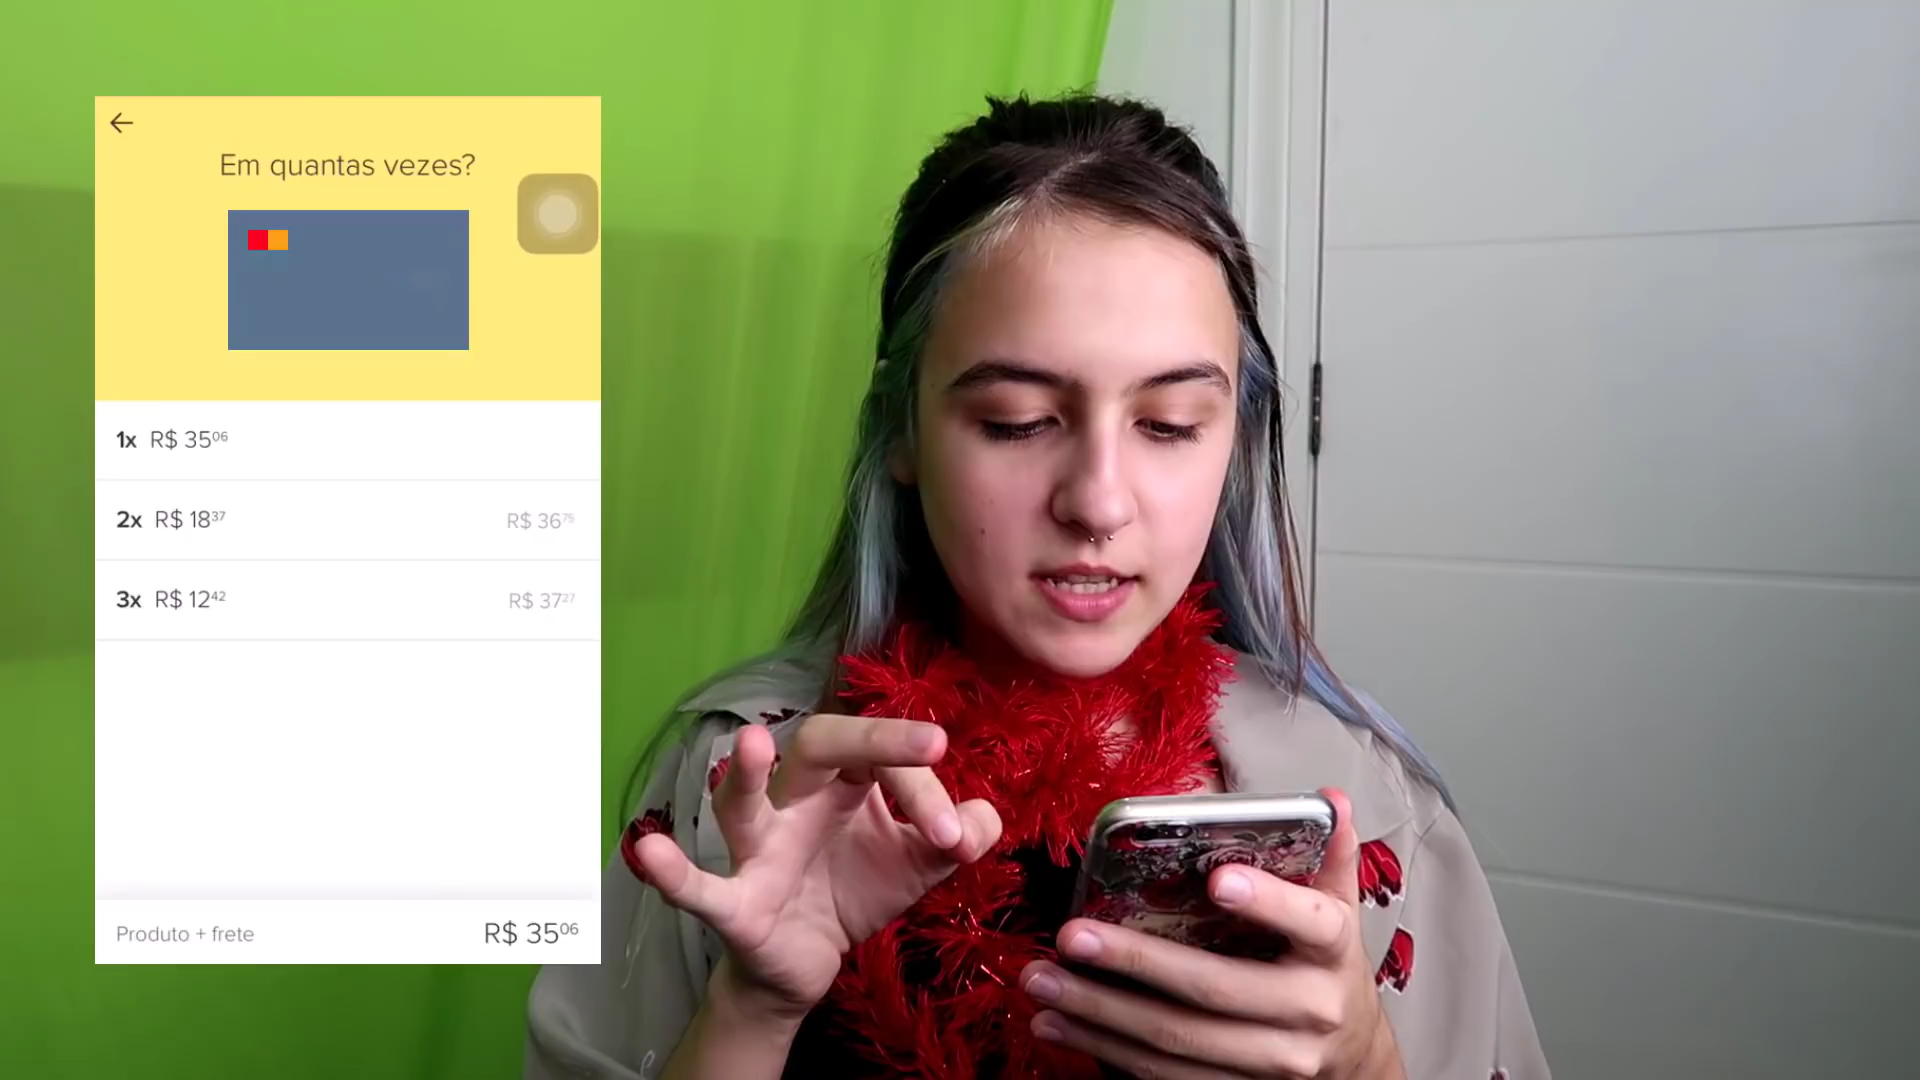 Em quantas vezes?
1x R$ 35⁰⁶
2x R$ 18³⁷ R$ 36⁷⁵
3x R$ 12⁴² R$ 37²⁷
Produto + frete R$ 35⁰⁶